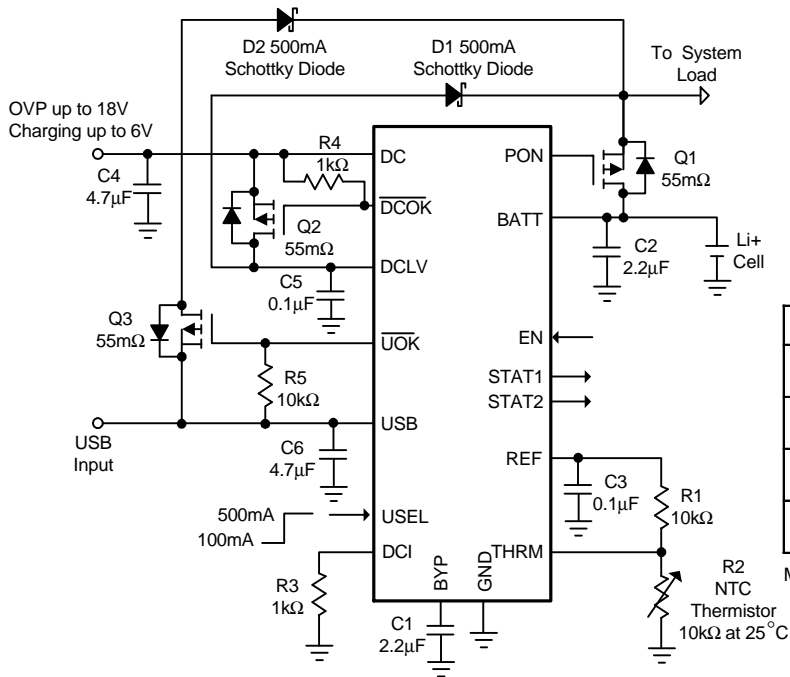 D2 500mA
Schottky Diode
D1 500mA
Schottky Diode
To System
Load
OVP up to 18V
Charging up to 6V
R4
1kΩ
DC
PON
Q1
55mΩ
C4
4.7μF
DCOK
Q2
55mΩ
BATT
C2
2.2μF
Li+
Cell
DCLV
C5
0.1μF
Q3
55mΩ
UOK
EN
R5
10kΩ
STAT1
STAT2
USB
USB
Input
C6
4.7μF
REF
C3
0.1μF
R1
10kΩ
500mA
100mA
USEL
DCI
THRM
R3
1kΩ
BYP
GND
C1
2.2μF
R2
NTC
Thermistor
10kΩ at 25°C
M